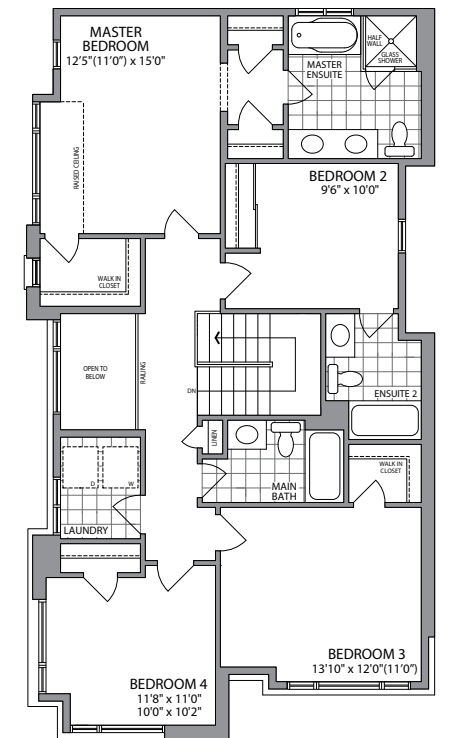 MASTER
BEDROOM
12'5"(11'0") x 15'0"
HALF
WALL
GLASS
SHOWER
MASTER
ENSUITE
RAISED CEILING
BEDROOM 2
9'6" x 10'0"
WALK IN
CLOSET
OPEN TO
BELOW
RAILING
DN
ENSUITE 2
LINEN
MAIN
BATH
WALK IN
CLOSET
D W
LAUNDRY
BEDROOM 3
13'10" x 12'0"(11'0")
BEDROOM 4
11'8" x 11'0"
10'0" x 10'2"